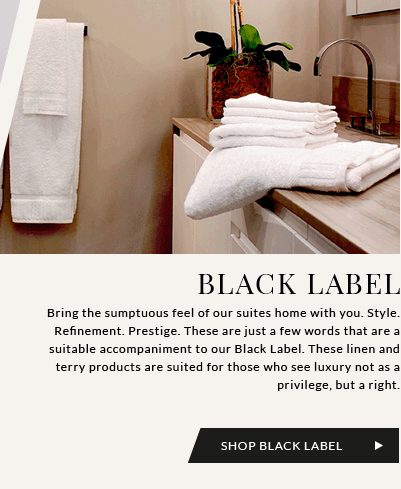 BLACK LABEL
Bring the sumptuous feel of our suites home with you. Style.
Refinement. Prestige. These are just a few words that are a
suitable accompaniment to our Black Label. These linen and
terry products are suited for those who see luxury not as a
privilege, but a right.
SHOP BLACK LABEL